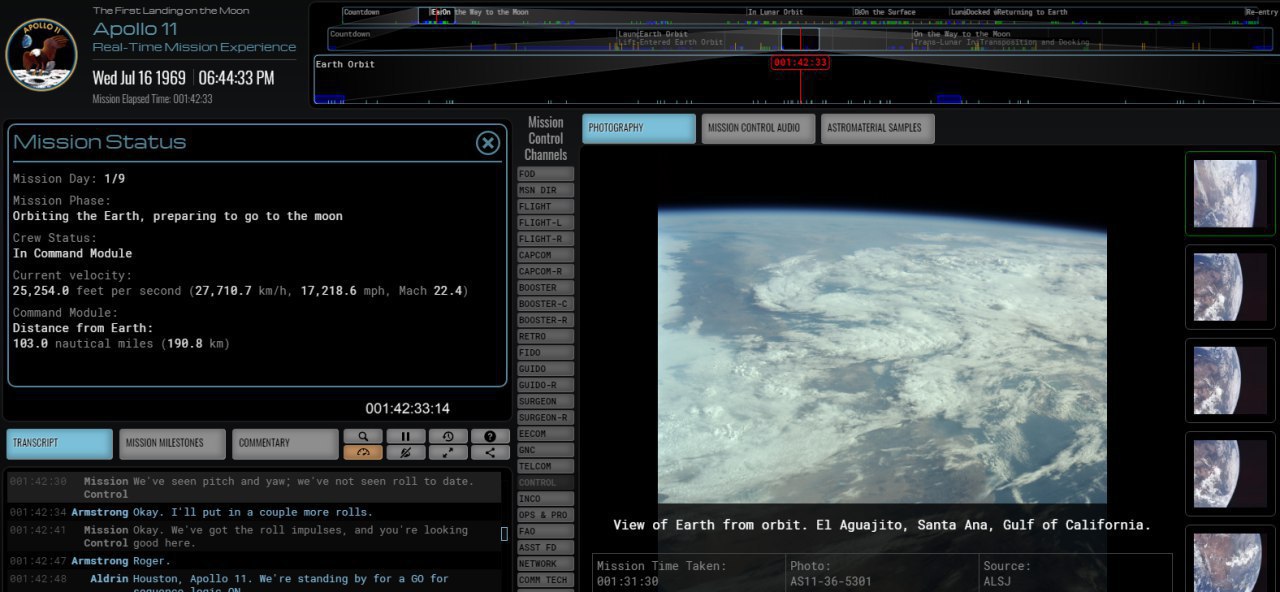 The First Landing on the Moon
Apollo 11
Real-Time Mission Experience
Wed Jul 16 1969 06:44:33 PM
Mission Elapsed Time: 001:42:33
APOLLO 11
Countdown
the Way to the Moon
In Lunar Orbit
On the Surface
Docked
Returning to Earth
Re-entry
Countdown
Earth Orbit
Entered Earth Orbit
On the Way to the Moon
Transposition and Docking
Earth Orbit
001:42:33
Mission Status
Mission Day: 1/9
Mission Phase:
Orbiting the Earth, preparing to go to the moon
Crew Status:
In Command Module
Current velocity:
25,254.0 feet per second (27,710.7 km/h, 17,218.6 mph, Mach 22.4)
Command Module:
Distance from Earth:
103.0 nautical miles (190.8 km)
001:42:33:14
TRANSCRIPT
MISSION MILESTONES
COMMENTARY
001:42:30 Mission Control We've seen pitch and yaw; we've not seen roll to date.
001:42:34 Armstrong Okay. I'll put in a couple more rolls.
001:42:41 Mission Control Okay. We've got the roll impulses, and you're looking
good here.
001:42:47 Armstrong Roger.
001:42:48 Aldrin Houston, Apollo 11. We're standing by for a GO for
sequence logic ON.
Mission
Control
Channels
FOD
MSN DIR
FLIGHT
FLIGHT-L
FLIGHT-R
CAPCOM
CAPCOM-R
BOOSTER
BOOSTER-C
BOOSTER-R
RETRO
FIDO
GUIDO
GUIDO-R
SURGEON
SURGEON-R
EECOM
GNC
TELCOM
CONTROL
INCO
OPS & PRO
FAO
ASST FD
NETWORK
COMM TECH
PHOTOGRAPHY
MISSION CONTROL AUDIO
ASTROMATERIAL SAMPLES
View of Earth from orbit. El Aguajito, Santa Ana, Gulf of California.
Mission Time Taken:
001:31:30
Photo:
AS11-36-5301
Source:
ALSJ